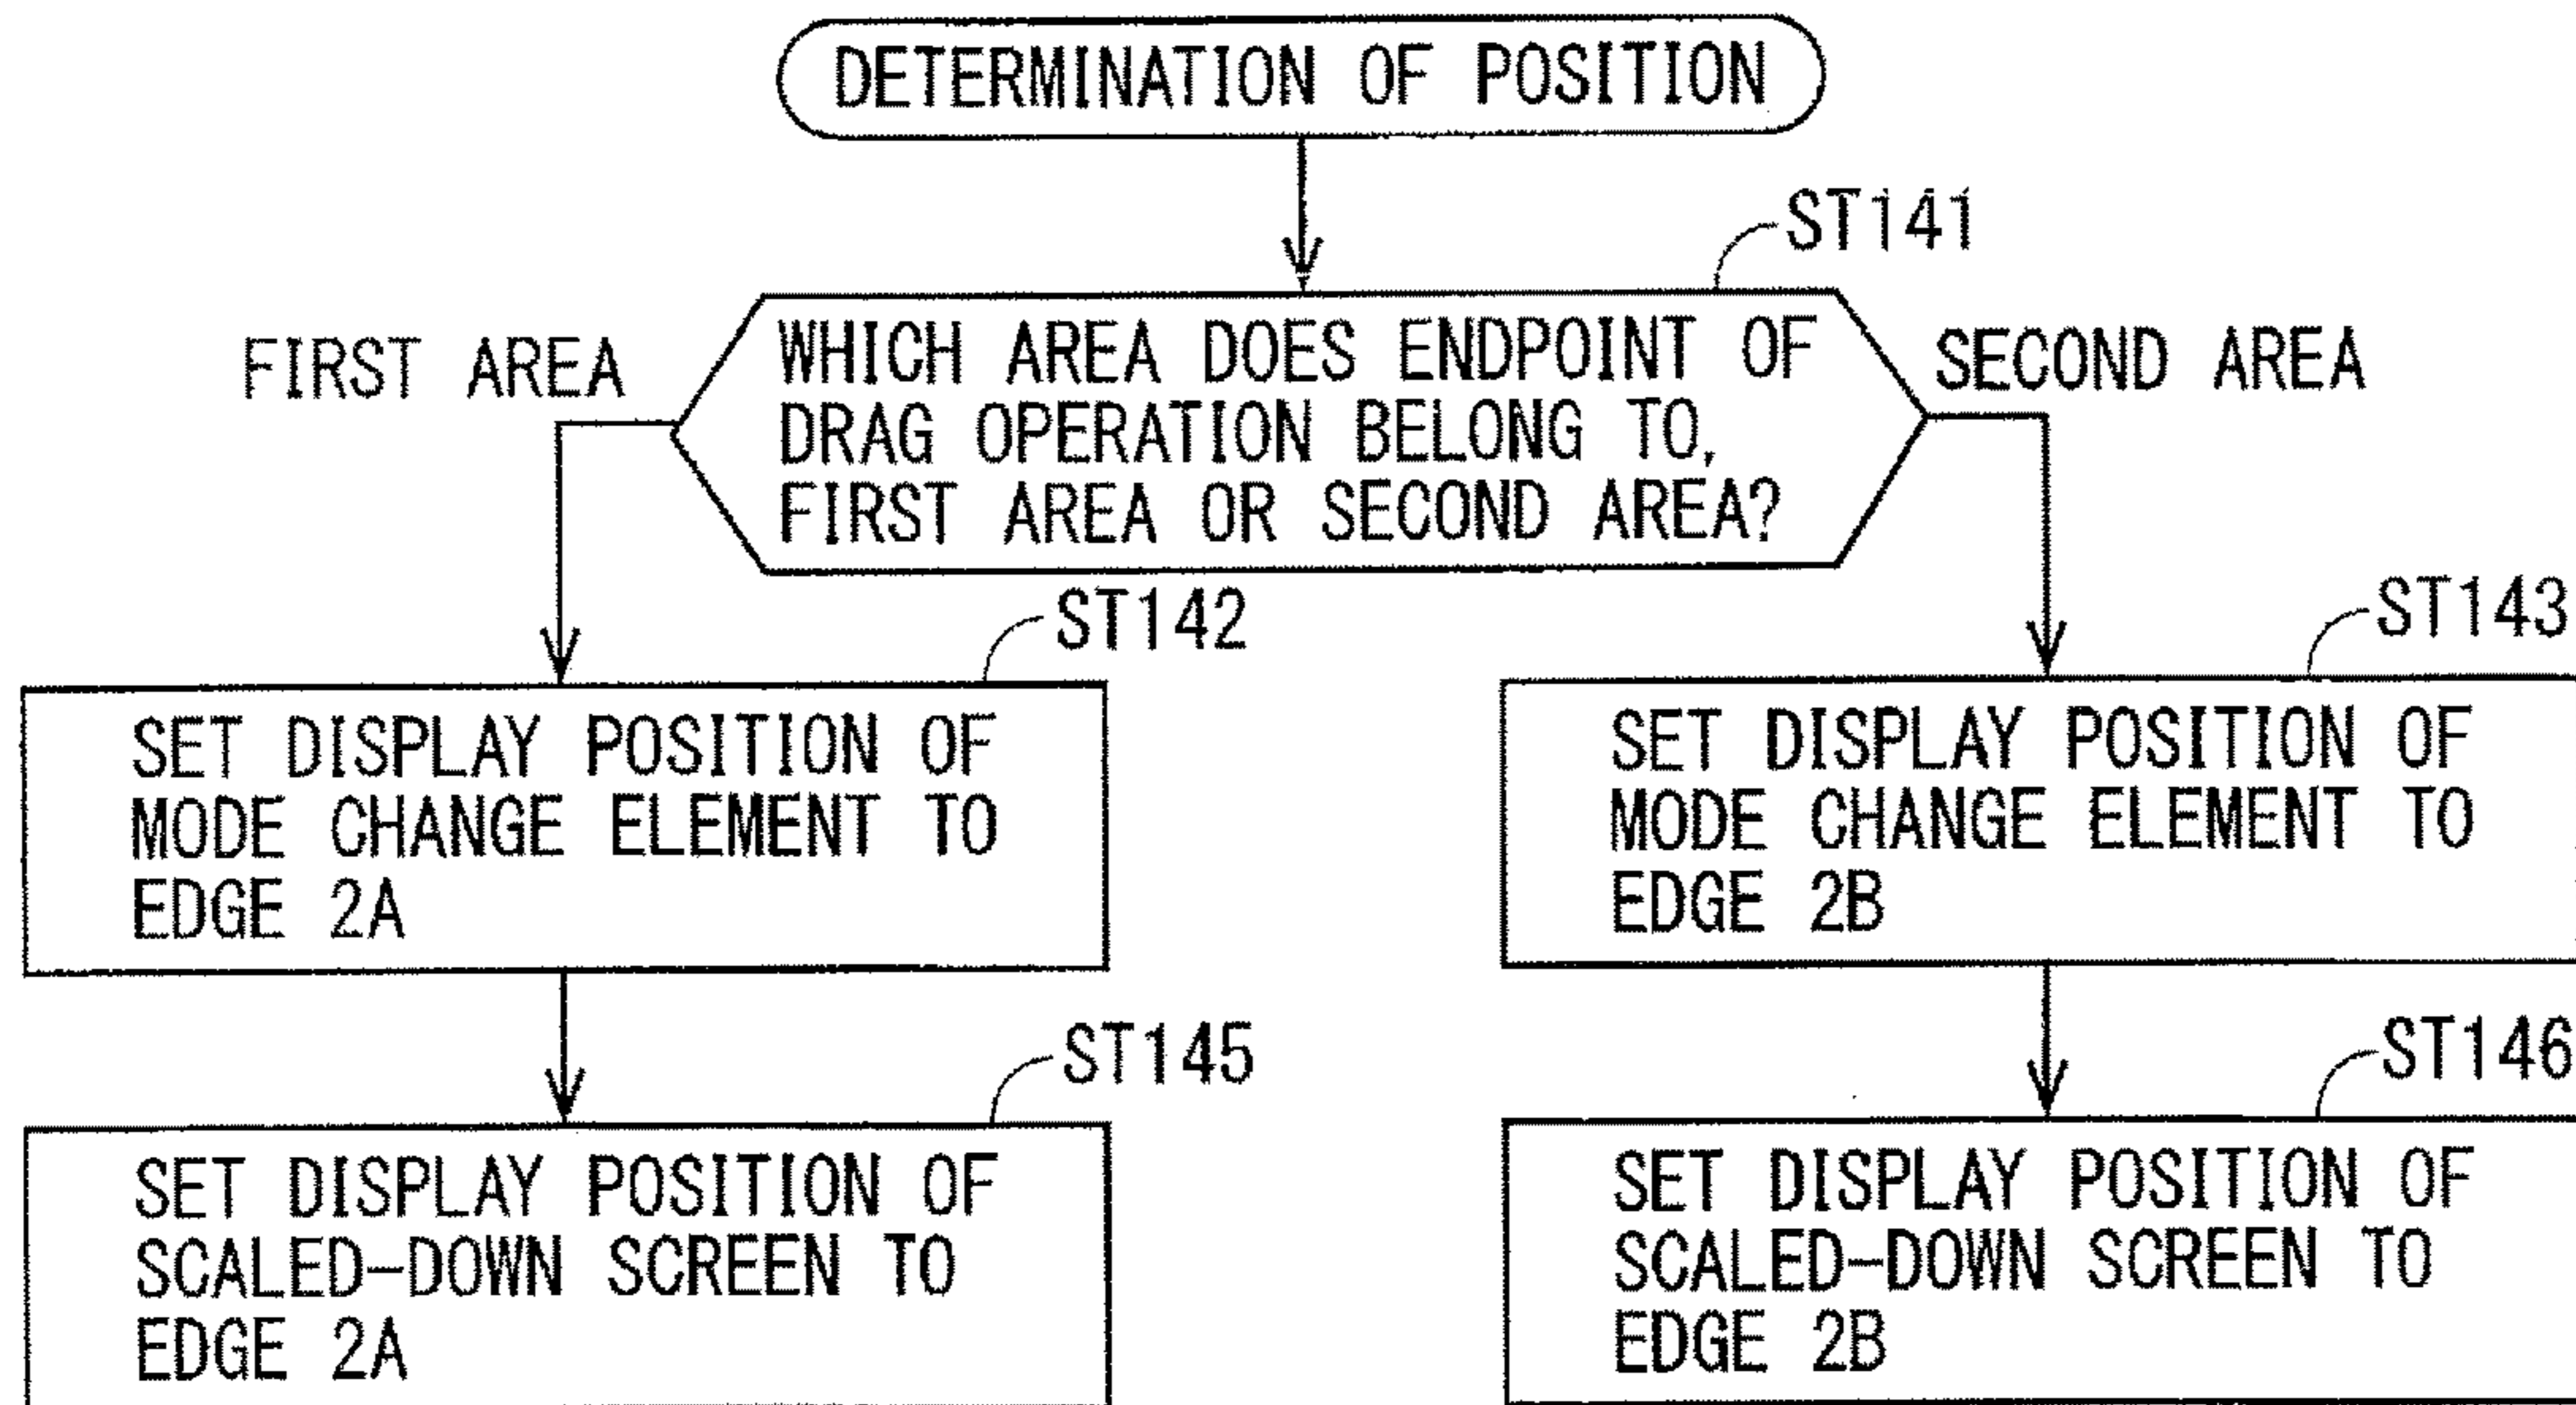 DETERMINATION OF POSITION
ST141
FIRST AREA
WHICH AREA DOES ENDPOINT OF
DRAG OPERATION BELONG TO,
FIRST AREA OR SECOND AREA?
SECOND AREA
ST142
SET DISPLAY POSITION OF
MODE CHANGE ELEMENT TO
EDGE 2A
ST143
SET DISPLAY POSITION OF
MODE CHANGE ELEMENT TO
EDGE 2B
ST145
SET DISPLAY POSITION OF
SCALED-DOWN SCREEN TO
EDGE 2A
ST146
SET DISPLAY POSITION OF
SCALED-DOWN SCREEN TO
EDGE 2B